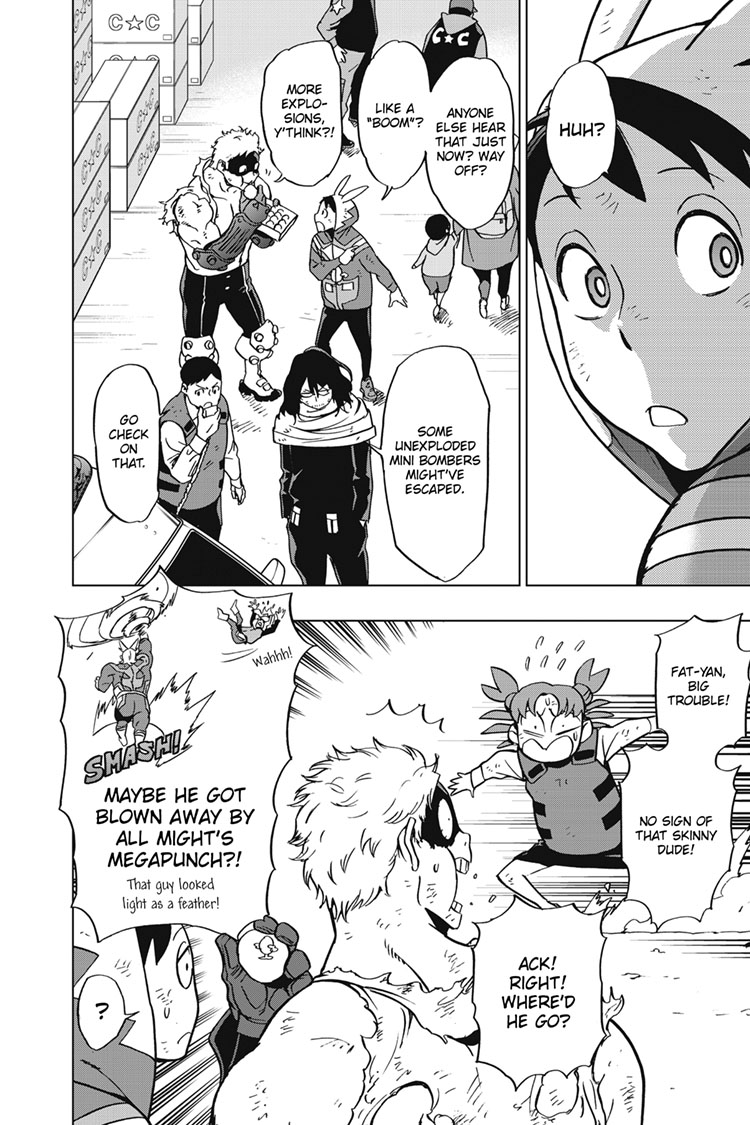 HUH?
ANYONE
ELSE HEAR
THAT JUST
NOW? WAY
OFF?
LIKE A
"BOOM"?
MORE
EXPLO-
SIONS,
Y'THINK?!
C★C
C★C
C★C
C★C
C★C
C★C
SOME
UNEXPLODED
MINI BOMBERS
MIGHT'VE
ESCAPED.
GO
CHECK
ON
THAT.
FAT-YAN,
BIG
TROUBLE!
NO SIGN OF
THAT SKINNY
DUDE!
ACK!
RIGHT!
WHERE'D
HE GO?
Wahhh!
SMASH!
MAYBE HE GOT
BLOWN AWAY BY
ALL MIGHT'S
MEGAPUNCH?!
That guy looked
light as a feather!
?